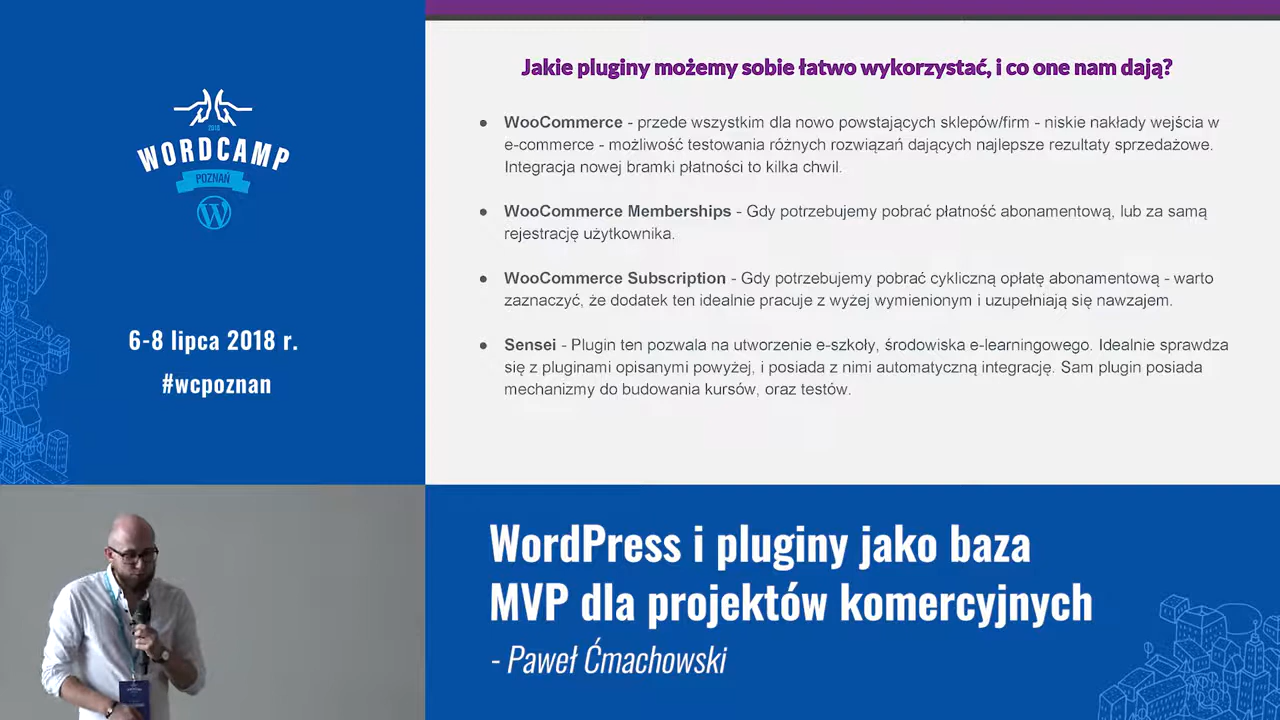 2018
WORDCAMP
POZNAŃ
6-8 lipca 2018 r.
#wcpoznan
Jakie pluginy możemy sobie łatwo wykorzystać, i co one nam dają?
● WooCommerce - przede wszystkim dla nowo powstających sklepów/firm - niskie nakłady wejścia w
e-commerce - możliwość testowania różnych rozwiązań dających najlepsze rezultaty sprzedażowe.
Integracja nowej bramki płatności to kilka chwil.
● WooCommerce Memberships - Gdy potrzebujemy pobrać płatność abonamentową, lub za samą
rejestrację użytkownika.
● WooCommerce Subscription - Gdy potrzebujemy pobrać cykliczną opłatę abonamentową - warto
zaznaczyć, że dodatek ten idealnie pracuje z wyżej wymienionym i uzupełniają się nawzajem.
● Sensei - Plugin ten pozwala na utworzenie e-szkoły, środowiska e-learningowego. Idealnie sprawdza
się z pluginami opisanymi powyżej, i posiada z nimi automatyczną integrację. Sam plugin posiada
mechanizmy do budowania kursów, oraz testów.
WordPress i pluginy jako baza
MVP dla projektów komercyjnych
- Paweł Ćmachowski